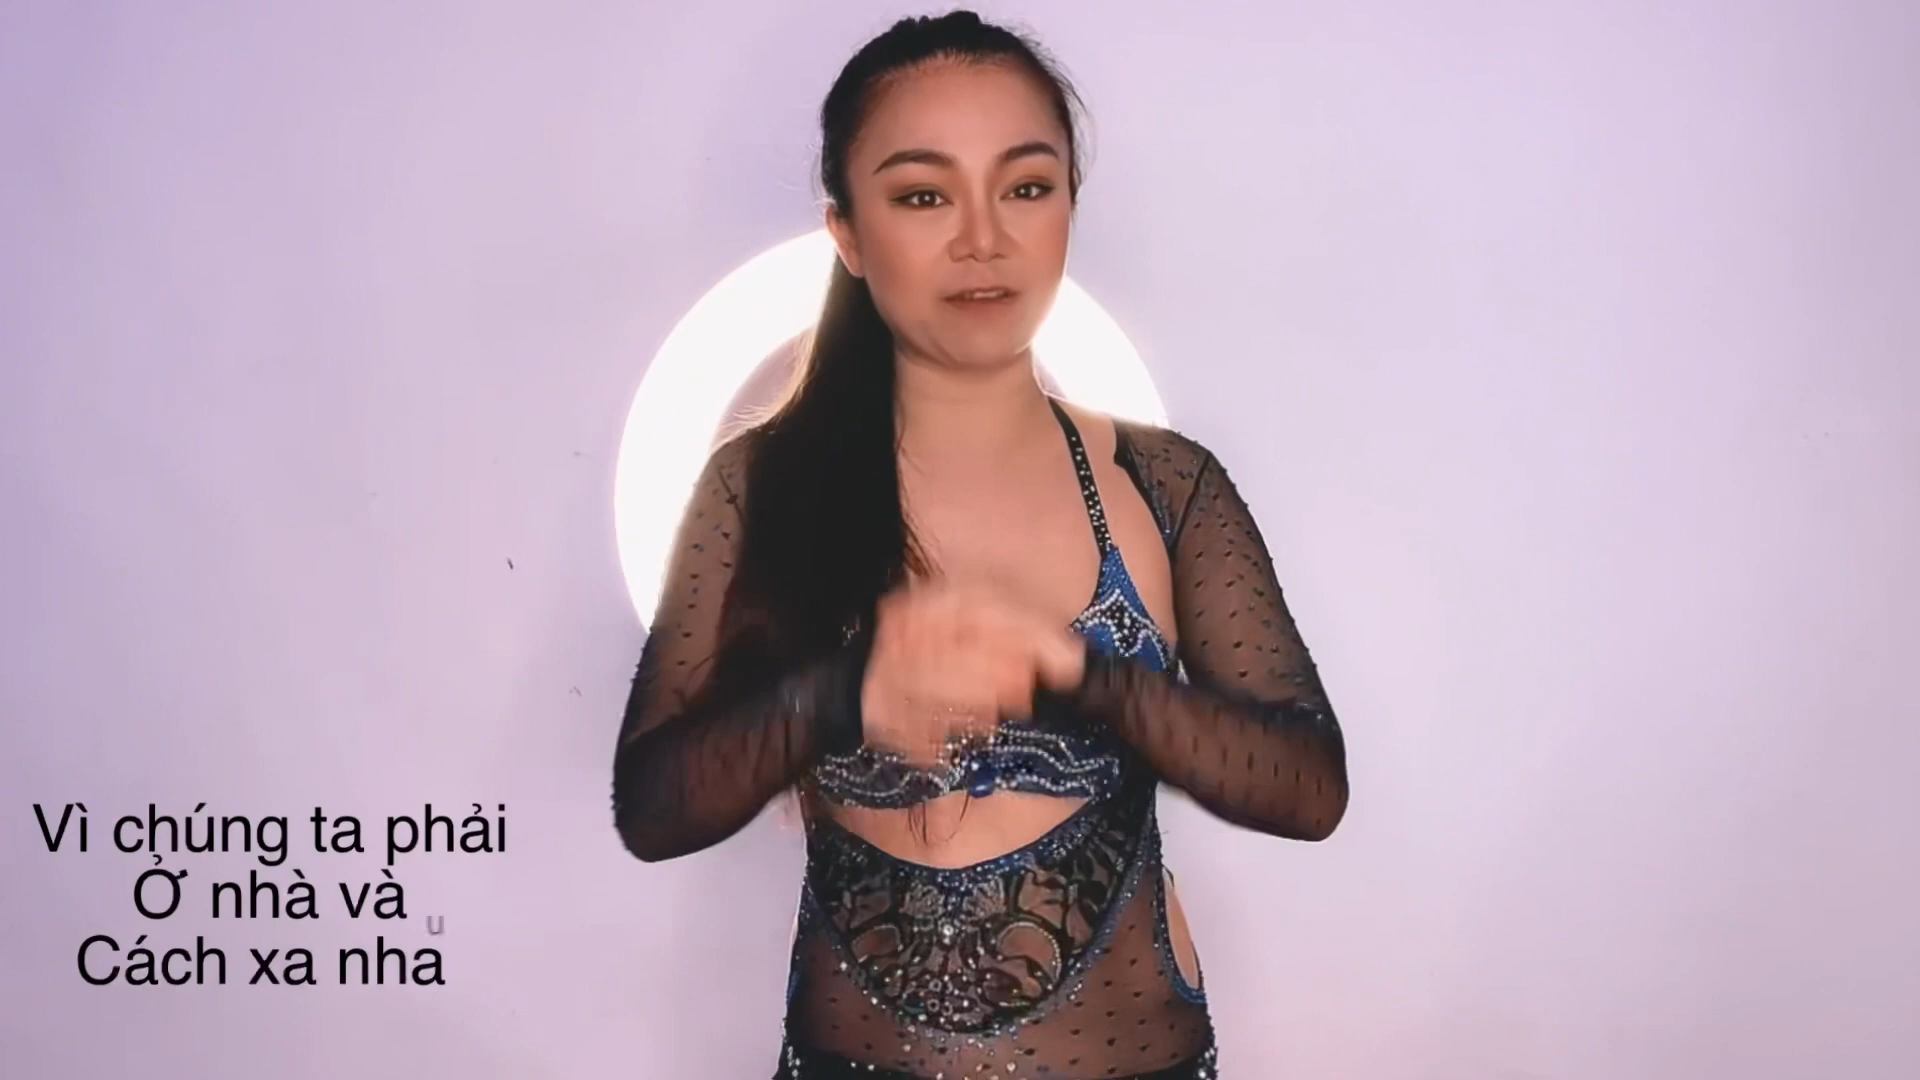 Vì chúng ta phải
Ở nhà và
Cách xa nha